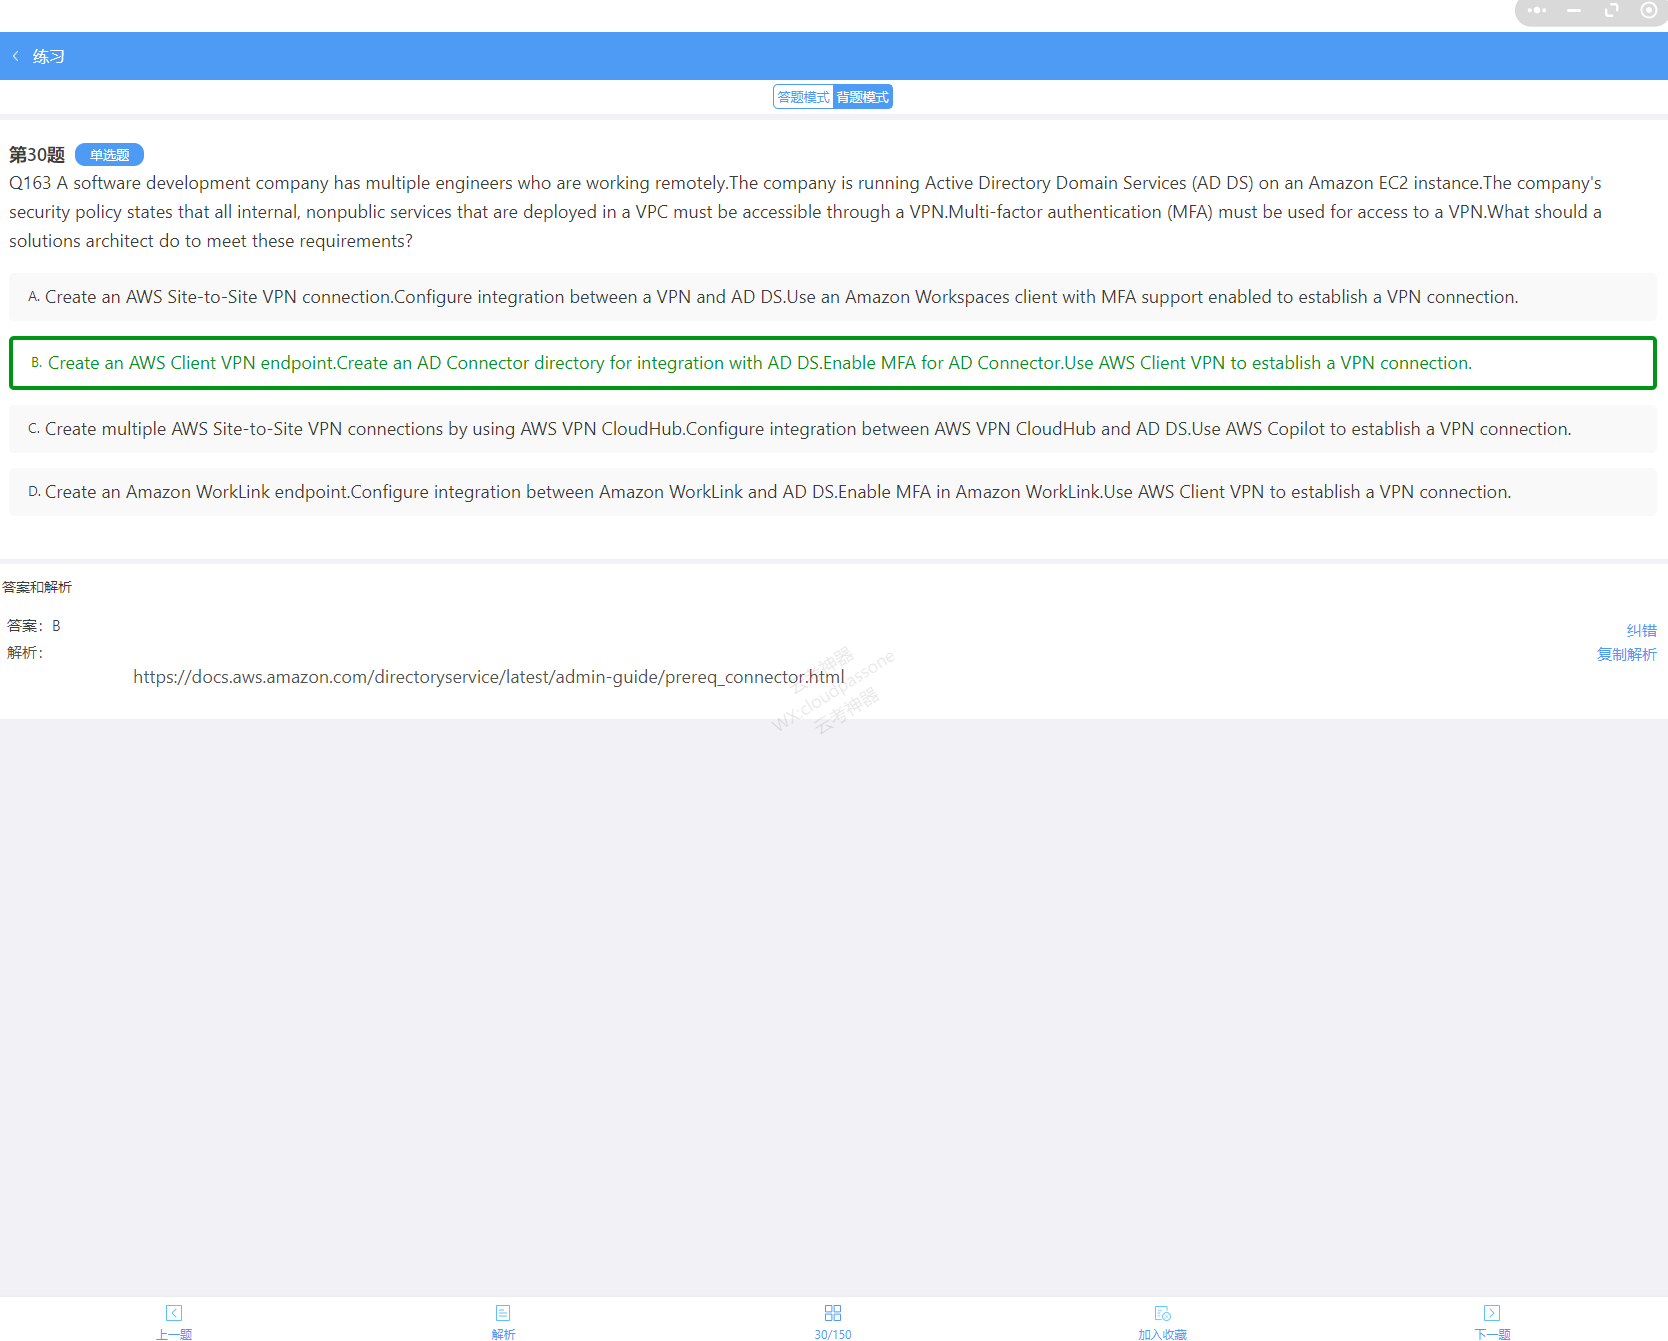 练习
答题模式 背题模式
第30题 单选题
Q163 A software development company has multiple engineers who are working remotely.The company is running Active Directory Domain Services (AD DS) on an Amazon EC2 instance.The company's
security policy states that all internal, nonpublic services that are deployed in a VPC must be accessible through a VPN.Multi-factor authentication (MFA) must be used for access to a VPN.What should a
solutions architect do to meet these requirements?
A. Create an AWS Site-to-Site VPN connection.Configure integration between a VPN and AD DS.Use an Amazon Workspaces client with MFA support enabled to establish a VPN connection.
B. Create an AWS Client VPN endpoint.Create an AD Connector directory for integration with AD DS.Enable MFA for AD Connector.Use AWS Client VPN to establish a VPN connection.
C. Create multiple AWS Site-to-Site VPN connections by using AWS VPN CloudHub.Configure integration between AWS VPN CloudHub and AD DS.Use AWS Copilot to establish a VPN connection.
D. Create an Amazon WorkLink endpoint.Configure integration between Amazon WorkLink and AD DS.Enable MFA in Amazon WorkLink.Use AWS Client VPN to establish a VPN connection.
答案和解析
答案：B
纠错
解析：
复制解析
https://docs.aws.amazon.com/directoryservice/latest/admin-guide/prereq_connector.html
云考神器
WX:cloudpassone
云考神器
上一题 解析 30/150 加入收藏 下一题